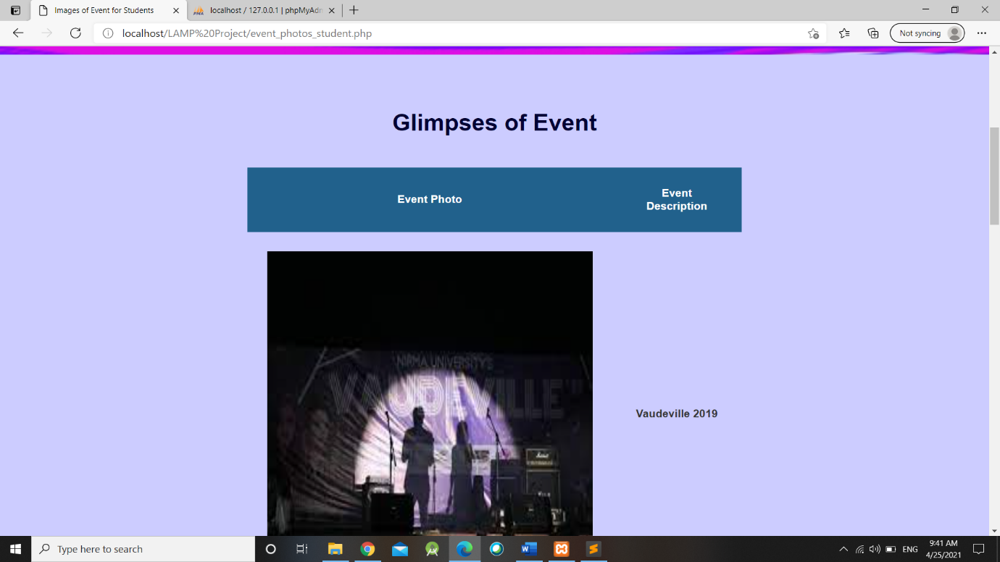 Images of Event for Students
localhost / 127.0.0.1 | phpMyAdm
localhost/LAMP%20Project/event_photos_student.php
Not syncing
Glimpses of Event
Event Photo
Event
Description
NIRMA UNIVERSITY'S
VAUDEVILLE
Marshall
Vaudeville 2019
Type here to search
ENG
9:41 AM
4/25/2021